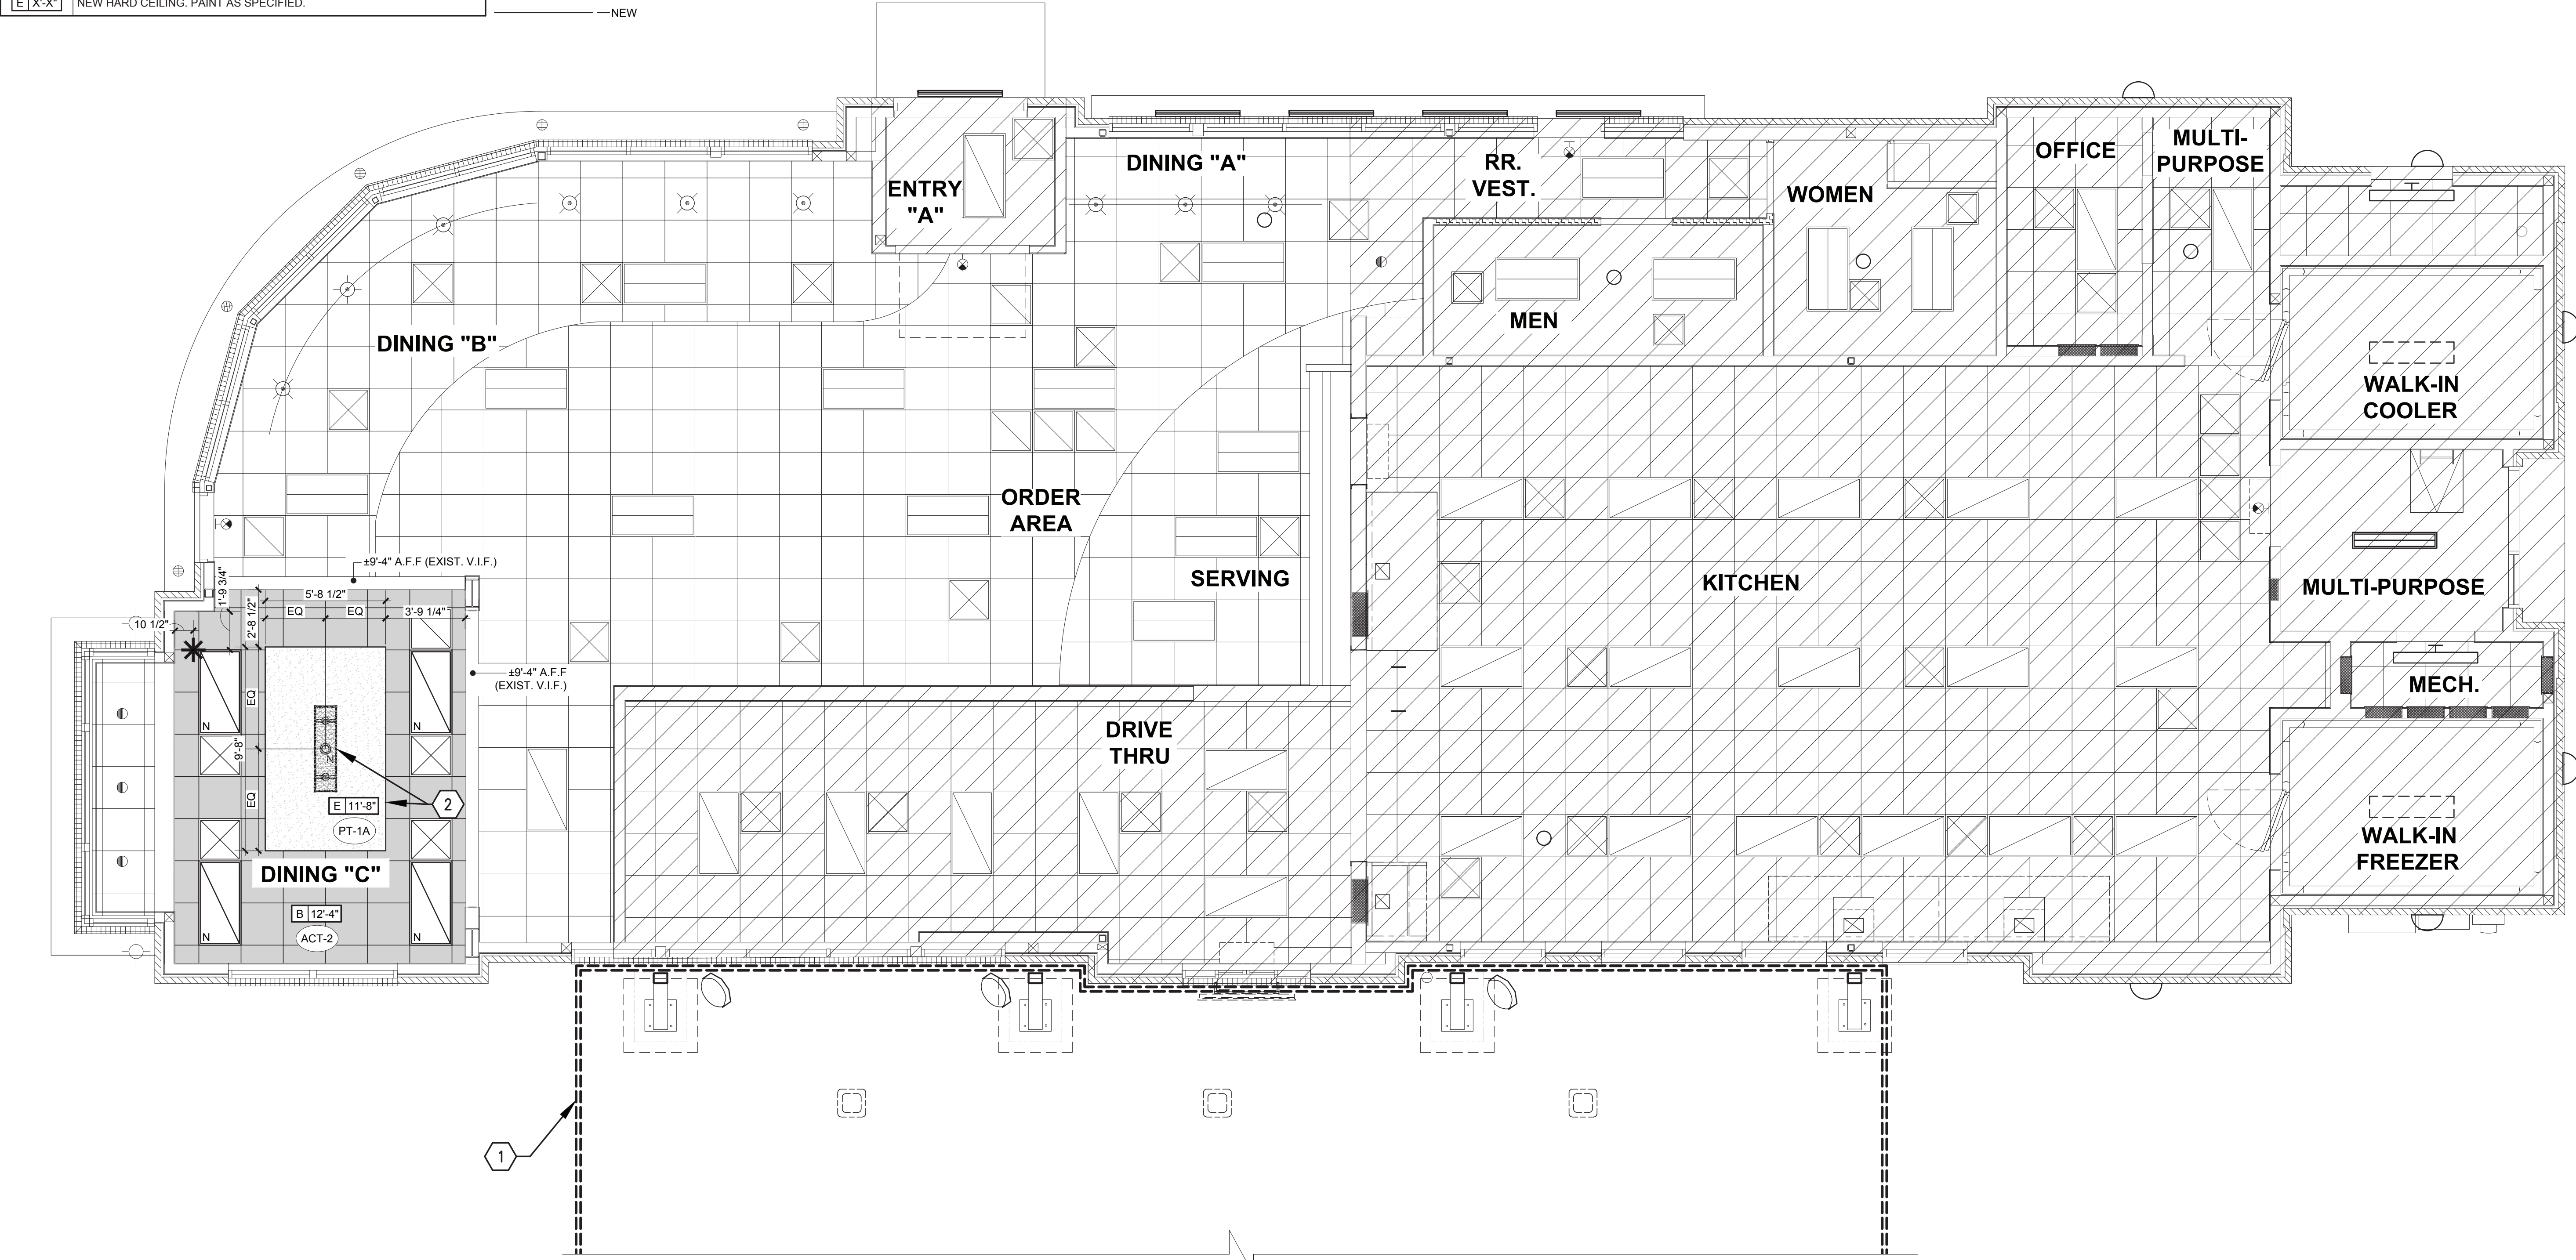 E X'-X" NEW HARD CEILING. PAINT AS SPECIFIED.
NEW
DINING "A"
ENTRY
"A"
RR.
VEST.
WOMEN
OFFICE
MULTI-
PURPOSE
MEN
DINING "B"
WALK-IN
COOLER
ORDER
AREA
SERVING
KITCHEN
MULTI-PURPOSE
±9'-4" A.F.F (EXIST. V.I.F.)
1'-9 3/4"
5'-8 1/2"
EQ
EQ
3'-9 1/4"
2'-8 1/2"
10 1/2"
±9'-4" A.F.F
(EXIST. V.I.F.)
MECH.
EQ
9'-8"
EQ
N
N
N
N
N
E 11'-8"
PT-1A
2
DRIVE
THRU
DINING "C"
B 12'-4"
ACT-2
WALK-IN
FREEZER
1